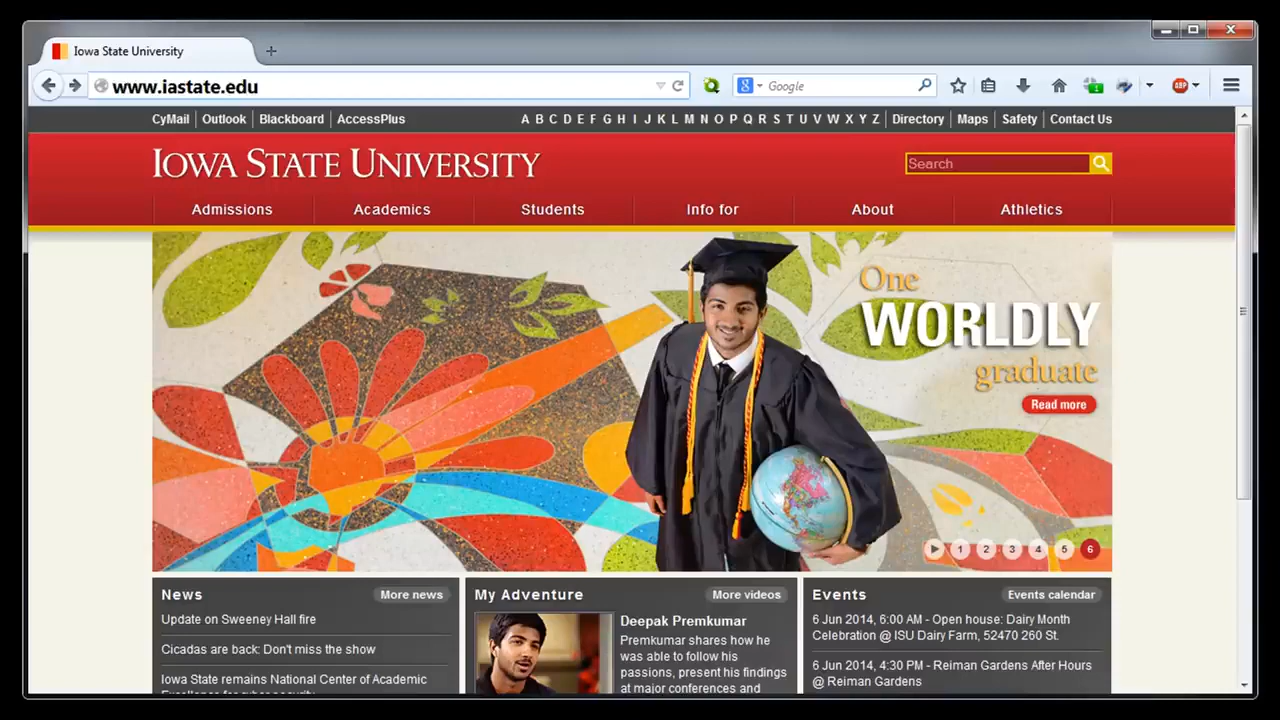 Iowa State University
www.iastate.edu
Google
ABP
CyMail Outlook Blackboard AccessPlus
A B C D E F G H I J K L M N O P Q R S T U V W X Y Z Directory Maps Safety Contact Us
IOWA STATE UNIVERSITY
Search
Admissions Academics Students Info for About Athletics
One
WORLDLY
graduate
Read more
1 2 3 4 5 6
News More news
Update on Sweeney Hall fire
Cicadas are back: Don't miss the show
Iowa State remains National Center of Academic
Excellence for cyber security
My Adventure More videos
Deepak Premkumar
Premkumar shares how he
was able to follow his
passions, present his findings
at major conferences and
Events Events calendar
6 Jun 2014, 6:00 AM - Open house: Dairy Month
Celebration @ ISU Dairy Farm, 52470 260 St.
6 Jun 2014, 4:30 PM - Reiman Gardens After Hours
@ Reiman Gardens